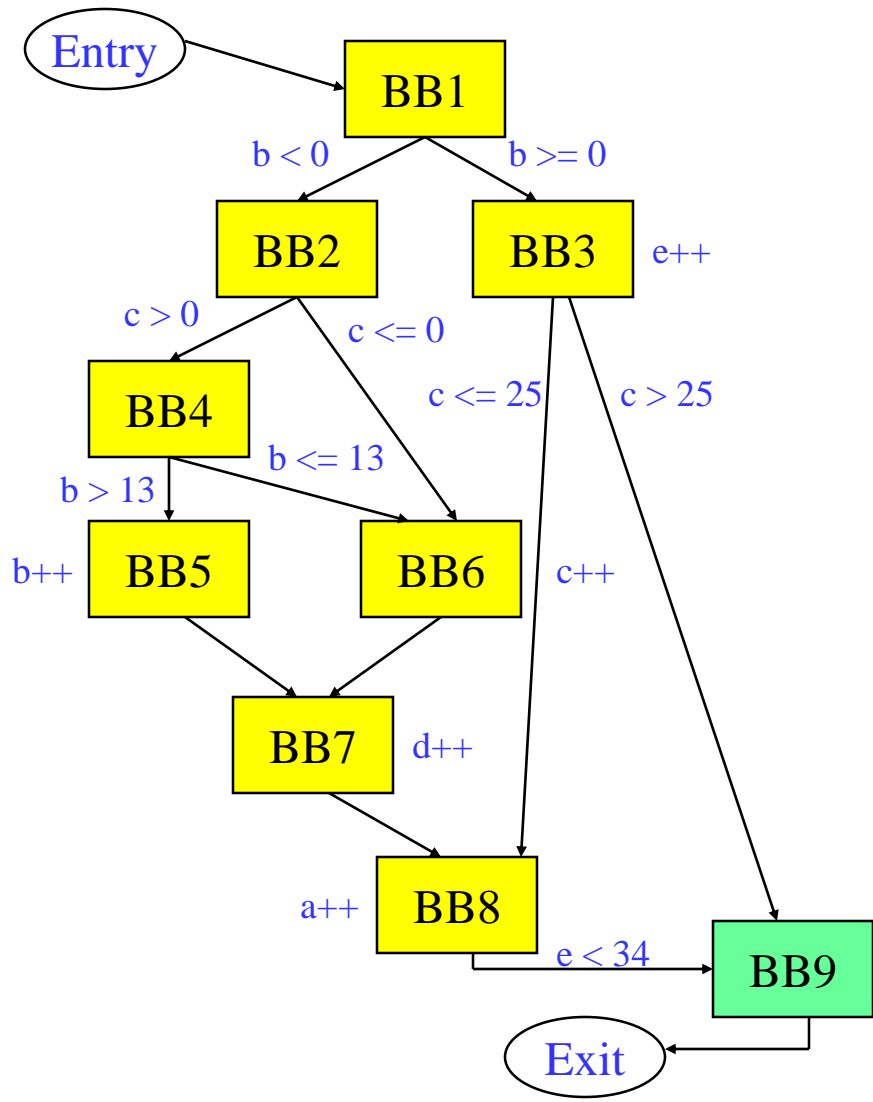 Entry
BB1
b < 0
b >= 0
BB2
BB3
e++
c > 0
c <= 0
BB4
c <= 25
c > 25
b <= 13
b > 13
b++
BB5
BB6
c++
BB7
d++
a++
BB8
e < 34
BB9
Exit